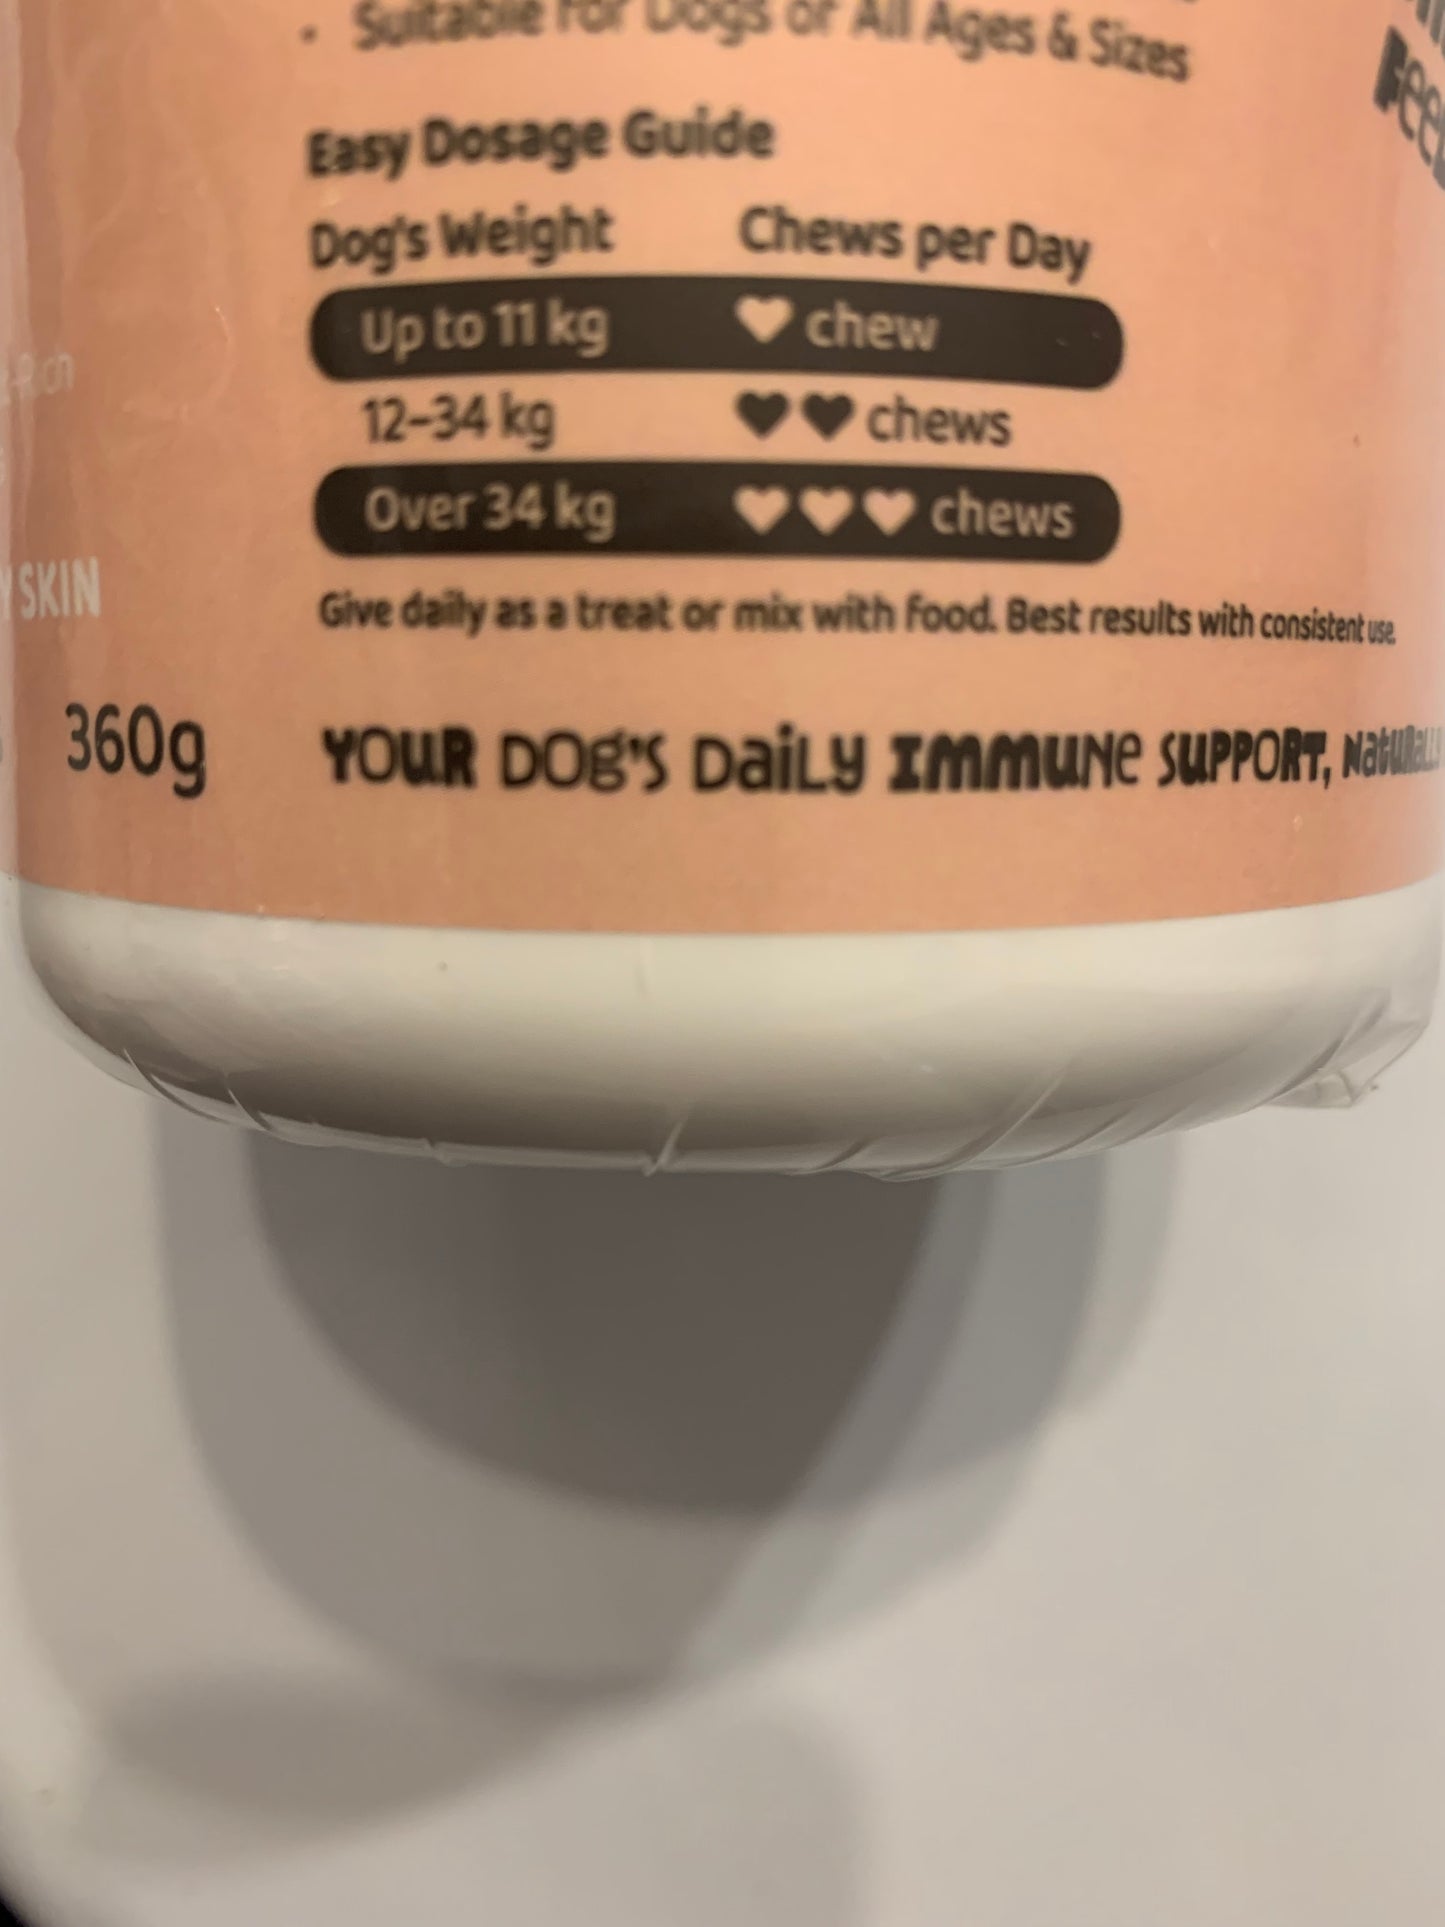 · Suitable For Dogs of All Ages & Sizes
Easy Dosage Guide
Dog's Weight Chews per Day
Up to 11 kg ♥ chew
12–34 kg ♥♥ chews
Over 34 kg ♥♥♥ chews
Give daily as a treat or mix with food. Best results with consistent use.
SKIN
360g
YOUR DOg'S DaiLy IMMUNe SUPPORT, NatURaLLy